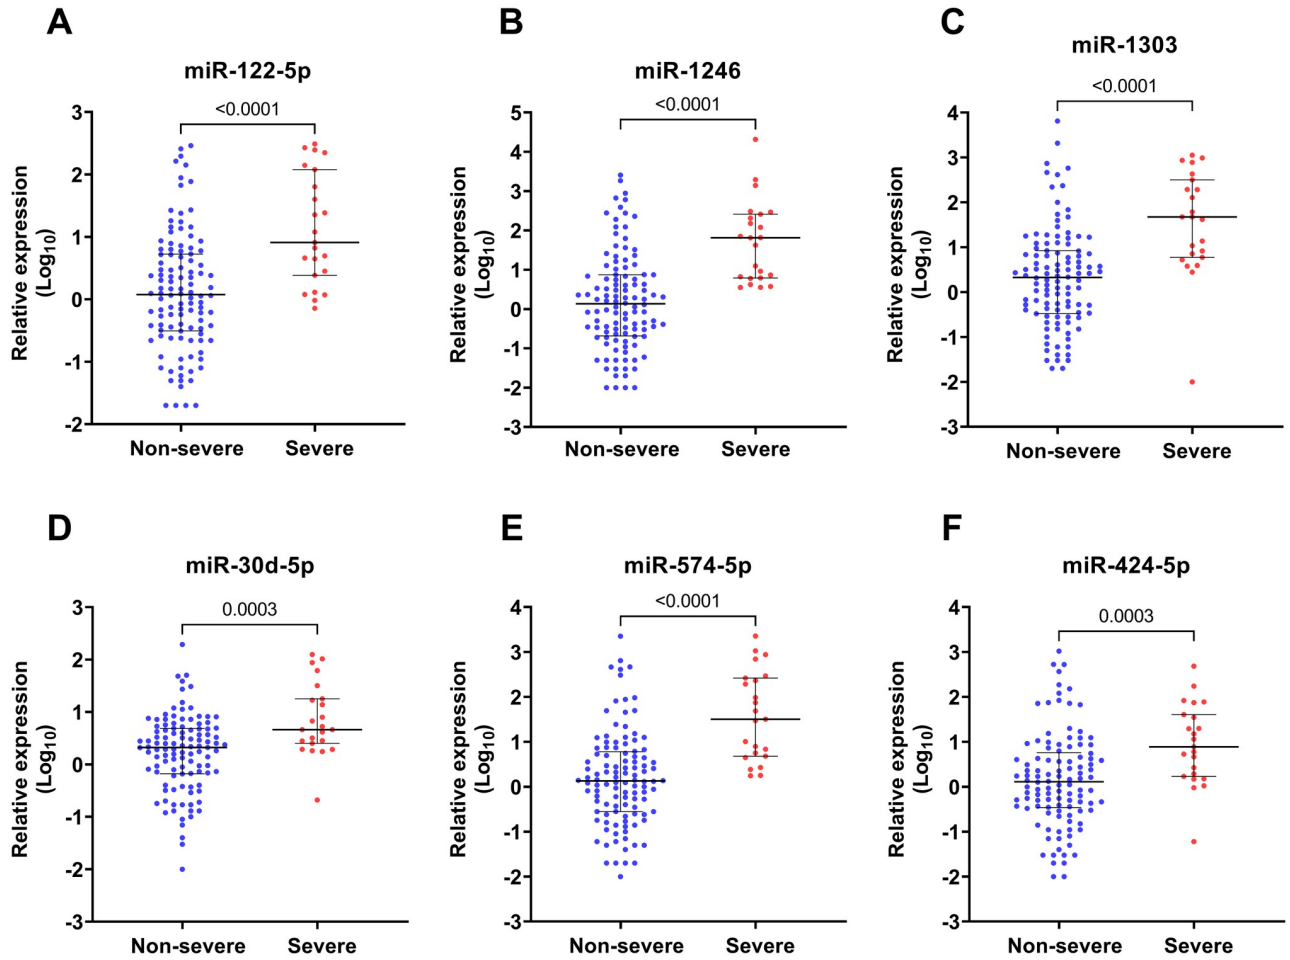 A
miR-122-5p
<0.0001
Relative expression
(Log10)
3
2
1
0
-1
-2
Non-severe
Severe
B
miR-1246
<0.0001
Relative expression
(Log10)
5
4
3
2
1
0
-1
-2
-3
Non-severe
Severe
C
miR-1303
<0.0001
Relative expression
(Log10)
4
3
2
1
0
-1
-2
-3
Non-severe
Severe
D
miR-30d-5p
0.0003
Relative expression
(Log10)
3
2
1
0
-1
-2
-3
Non-severe
Severe
E
miR-574-5p
<0.0001
Relative expression
(Log10)
4
3
2
1
0
-1
-2
-3
Non-severe
Severe
F
miR-424-5p
0.0003
Relative expression
(Log10)
4
3
2
1
0
-1
-2
-3
Non-severe
Severe